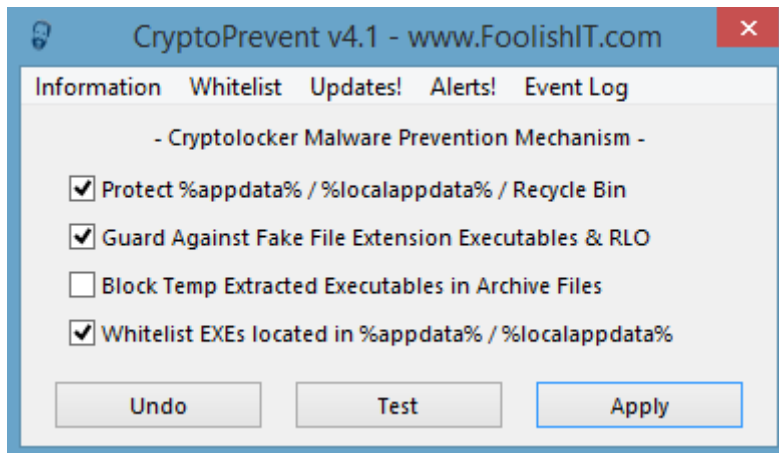 CryptoPrevent v4.1 - www.FoolishIT.com
Information Whitelist Updates! Alerts! Event Log
- Cryptolocker Malware Prevention Mechanism -
Protect %appdata% / %localappdata% / Recycle Bin
Guard Against Fake File Extension Executables & RLO
Block Temp Extracted Executables in Archive Files
Whitelist EXEs located in %appdata% / %localappdata%
Undo Test Apply